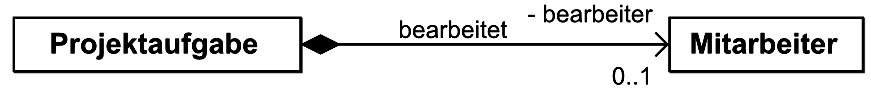 - bearbeiter
Projektaufgabe bearbeitet Mitarbeiter
0..1